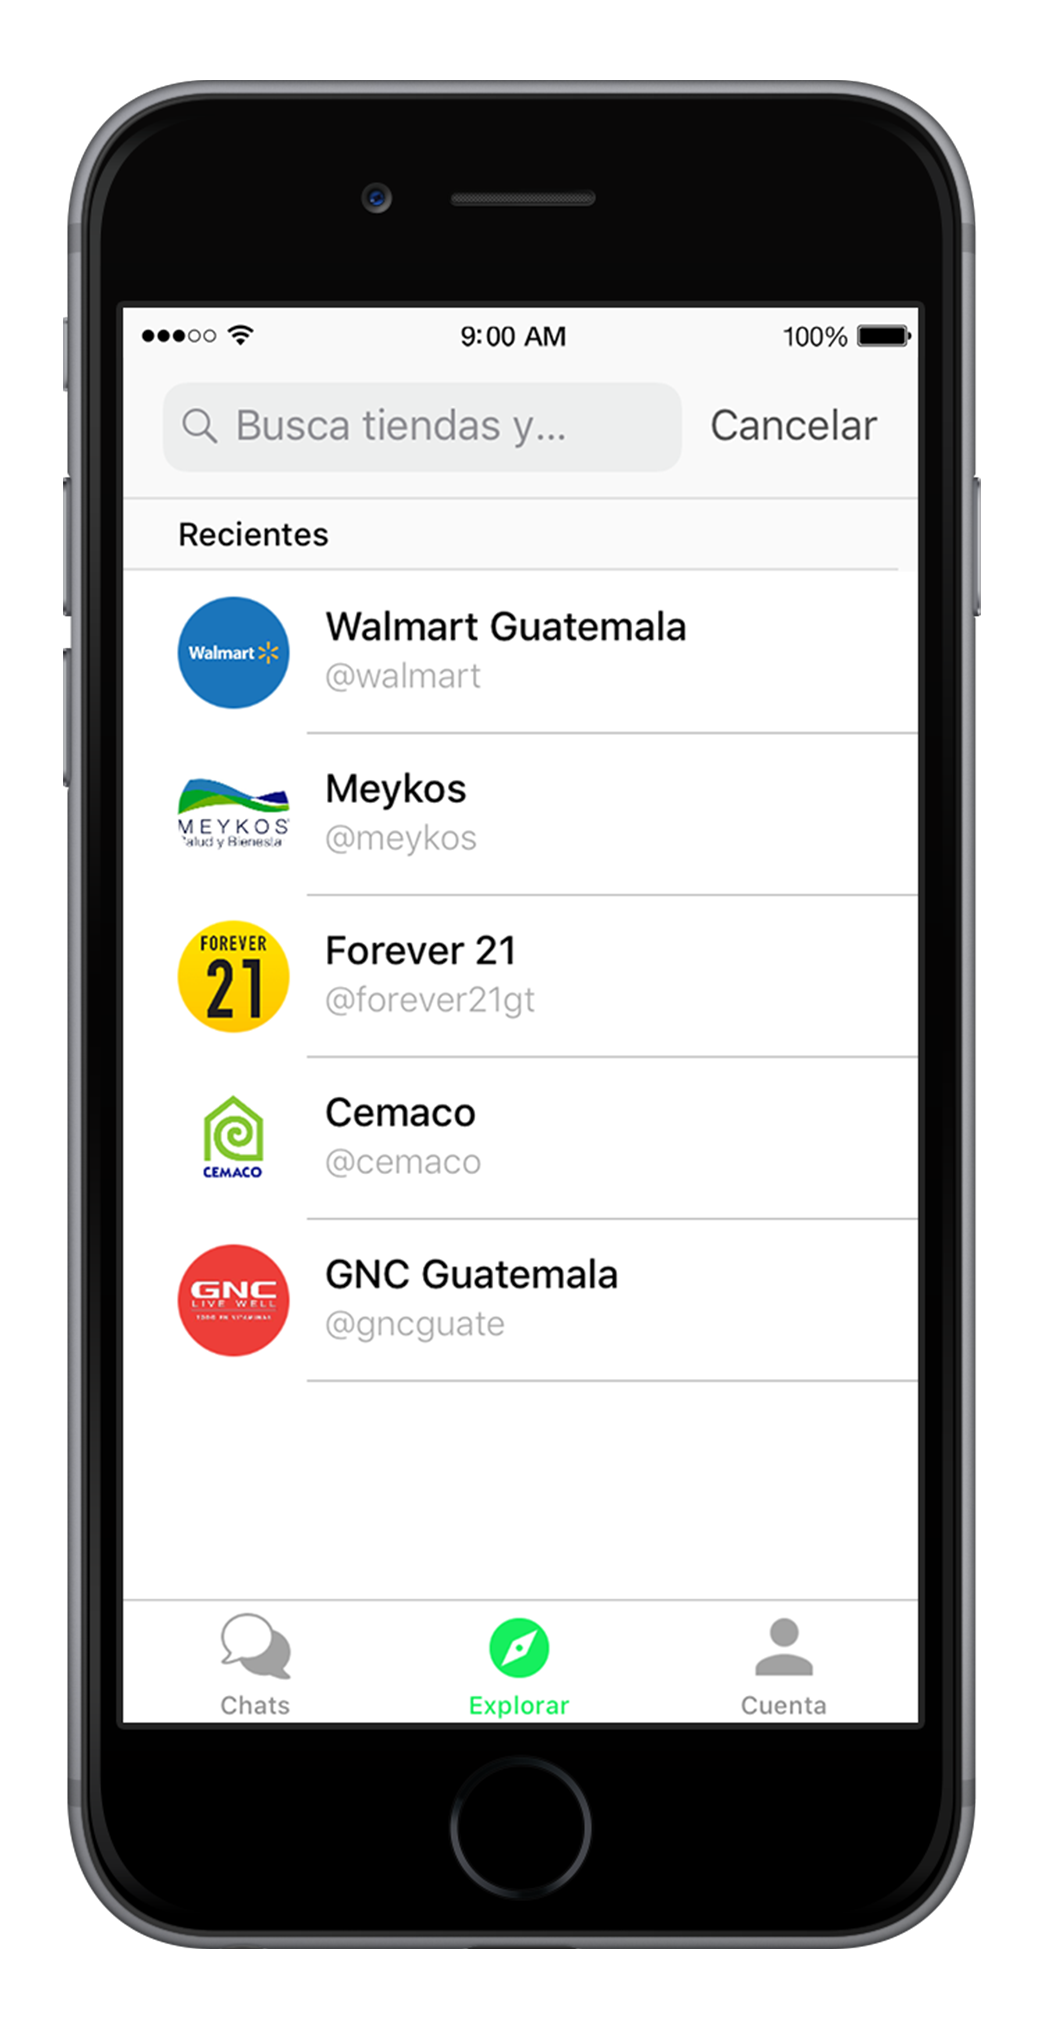 9:00 AM
100%
Busca tiendas y...
Cancelar
Recientes
Walmart
Walmart Guatemala
@walmart
MEYKOS
Salud y Bienesta
Meykos
@meykos
FOREVER
21
Forever 21
@forever21gt
CEMACO
Cemaco
@cemaco
GNC
LIVE WELL
GNC Guatemala
@gncguate
Chats
Explorar
Cuenta